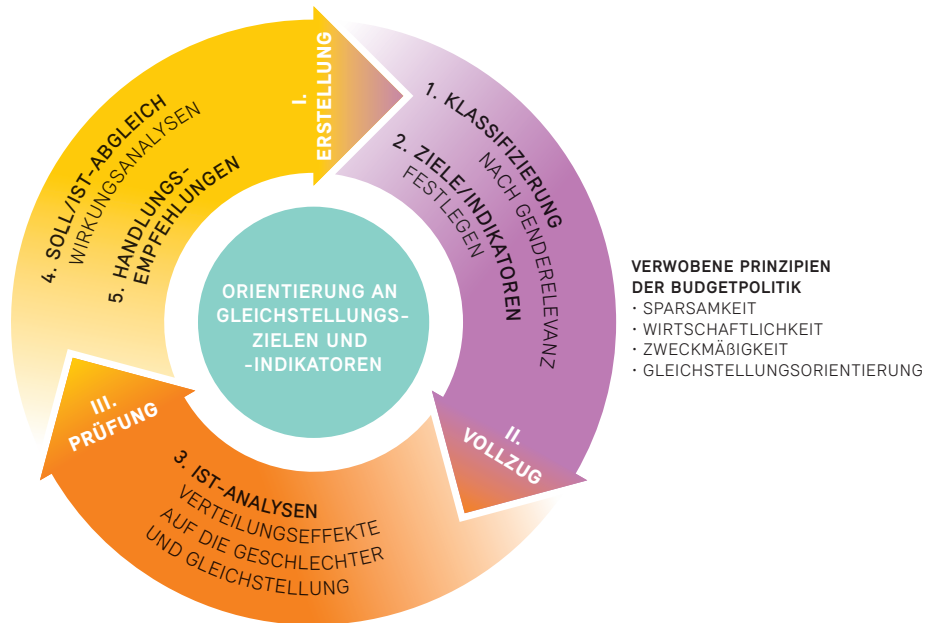 I.
ERSTELLUNG
1. KLASSIFIZIERUNG
NACH GENDERRELEVANZ
2. ZIELE/INDIKATOREN
FESTLEGEN
II.
VOLLZUG
3. IST-ANALYSEN
VERTEILUNGSEFFEKTE
AUF DIE GESCHLECHTER
UND GLEICHSTELLUNG
III.
PRÜFUNG
4. SOLL/IST-ABGLEICH
WIRKUNGSANALYSEN
5. HANDLUNGS-
EMPFEHLUNGEN
ORIENTIERUNG AN
GLEICHSTELLUNGS-
ZIELEN UND
-INDIKATOREN
VERWOBENE PRINZIPIEN
DER BUDGETPOLITIK
· SPARSAMKEIT
· WIRTSCHAFTLICHKEIT
· ZWECKMÄßIGKEIT
· GLEICHSTELLUNGSORIENTIERUNG